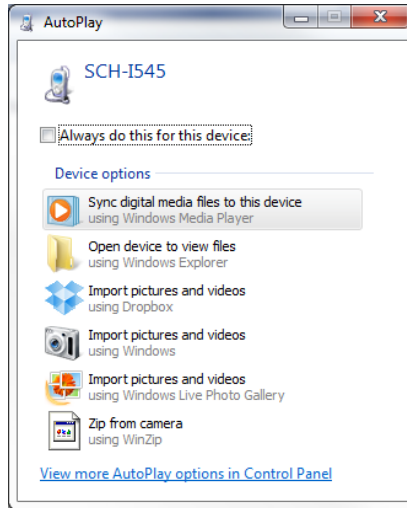 AutoPlay
SCH-I545
Always do this for this device:
Device options
Sync digital media files to this device
using Windows Media Player
Open device to view files
using Windows Explorer
Import pictures and videos
using Dropbox
Import pictures and videos
using Windows
Import pictures and videos
using Windows Live Photo Gallery
Zip from camera
using WinZip
View more AutoPlay options in Control Panel